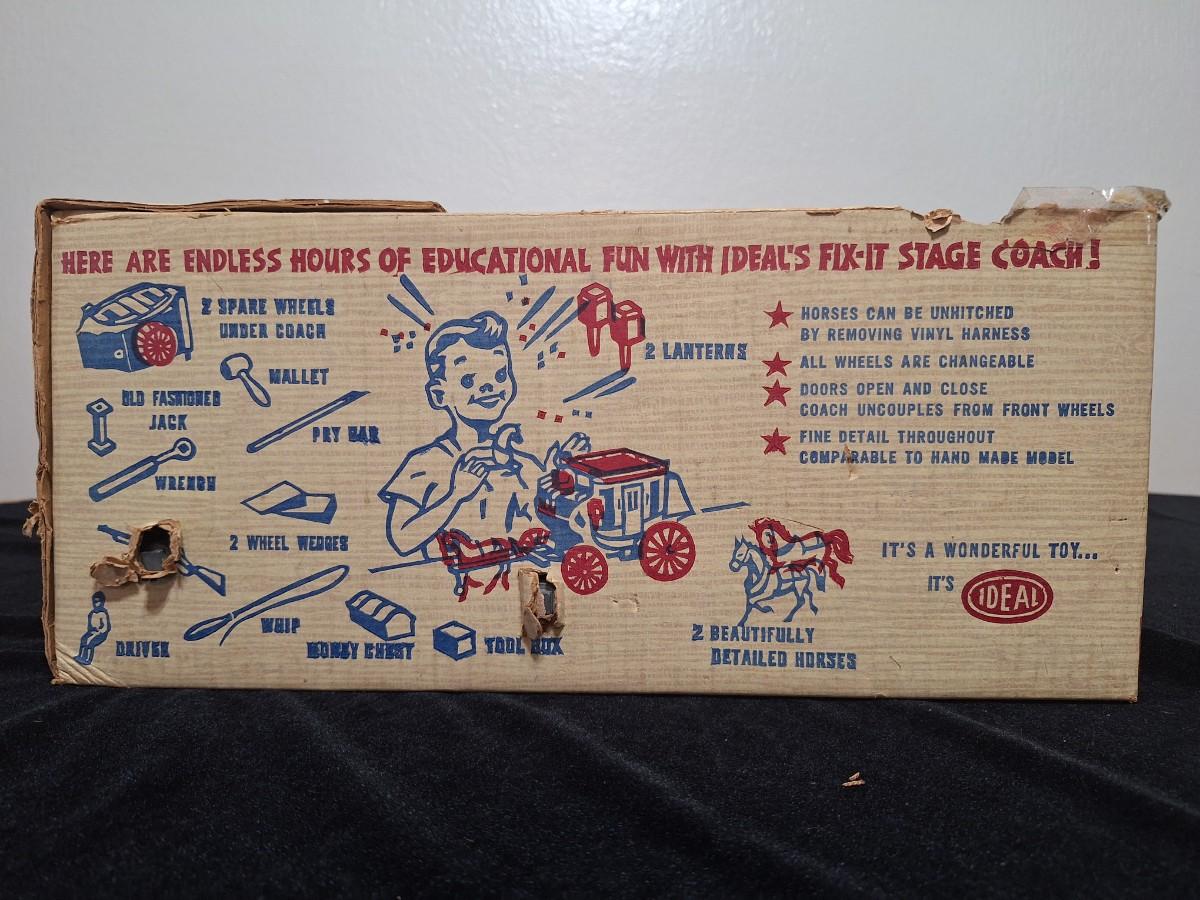 HERE ARE ENDLESS HOURS OF EDUCATIONAL FUN WITH IDEAL'S FIX-IT STAGE COACH!
2 SPARE WHEELS
UNDER COACH
MALLET
OLD FASHIONED
JACK
PRY BAR
WRENCH
2 WHEEL WEDGES
DRIVER
WHIP
MONEY CHEST
TOOL BOX
2 LANTERNS
HORSES CAN BE UNHITCHED
BY REMOVING VINYL HARNESS
ALL WHEELS ARE CHANGEABLE
DOORS OPEN AND CLOSE
COACH UNCOUPLES FROM FRONT WHEELS
FINE DETAIL THROUGHOUT
COMPARABLE TO HAND MADE MODEL
2 BEAUTIFULLY
DETAILED HORSES
IT'S A WONDERFUL TOY...
IT'S IDEAL